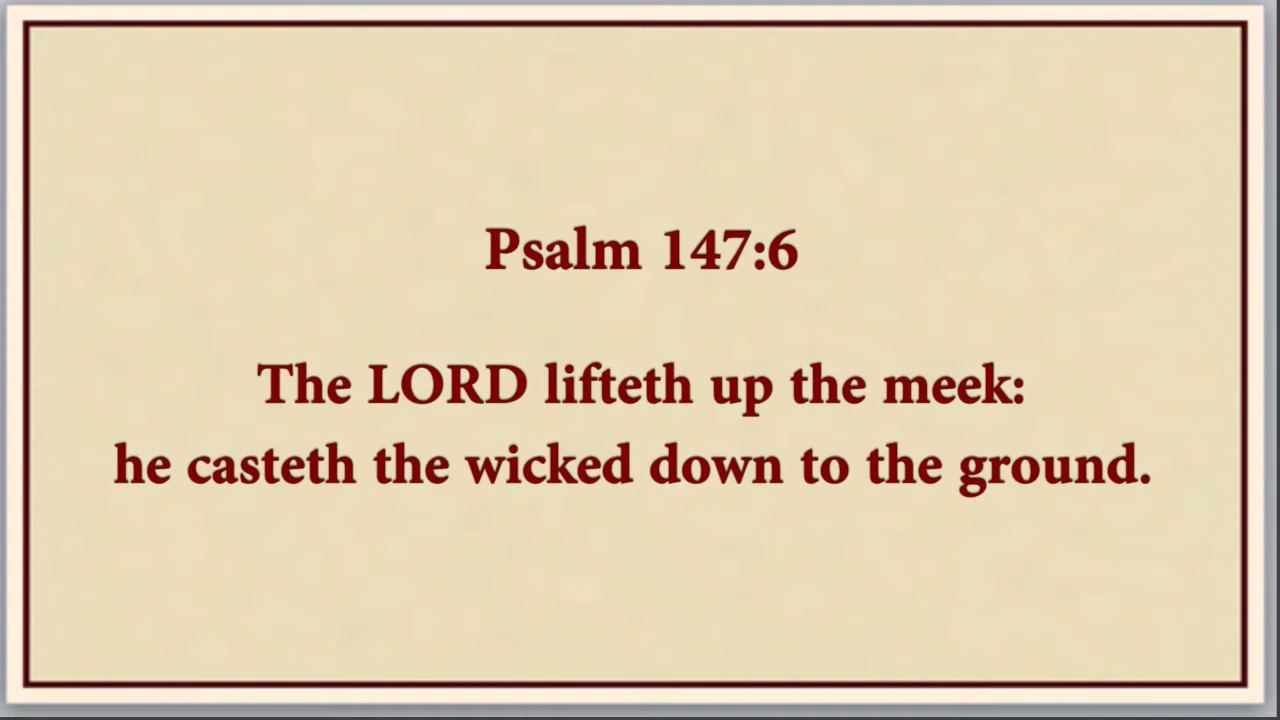 Psalm 147:6
The LORD lifteth up the meek:
he casteth the wicked down to the ground.